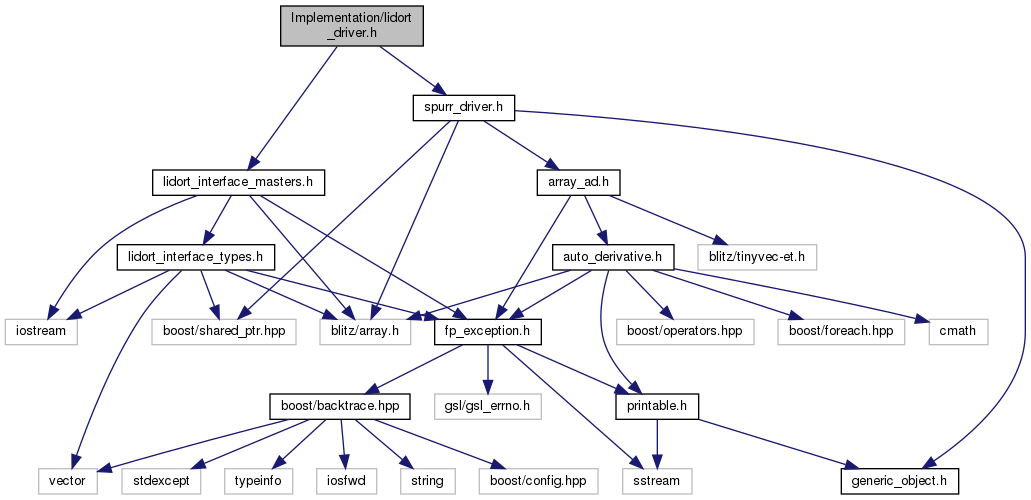 Implementation/lidort
_driver.h
spurr_driver.h
lidort_interface_masters.h
array_ad.h
lidort_interface_types.h
auto_derivative.h
blitz/tinyvec-et.h
iostream
boost/shared_ptr.hpp
blitz/array.h
fp_exception.h
boost/operators.hpp
boost/foreach.hpp
cmath
boost/backtrace.hpp
gsl/gsl_errno.h
printable.h
vector
stdexcept
typeinfo
iosfwd
string
boost/config.hpp
sstream
generic_object.h